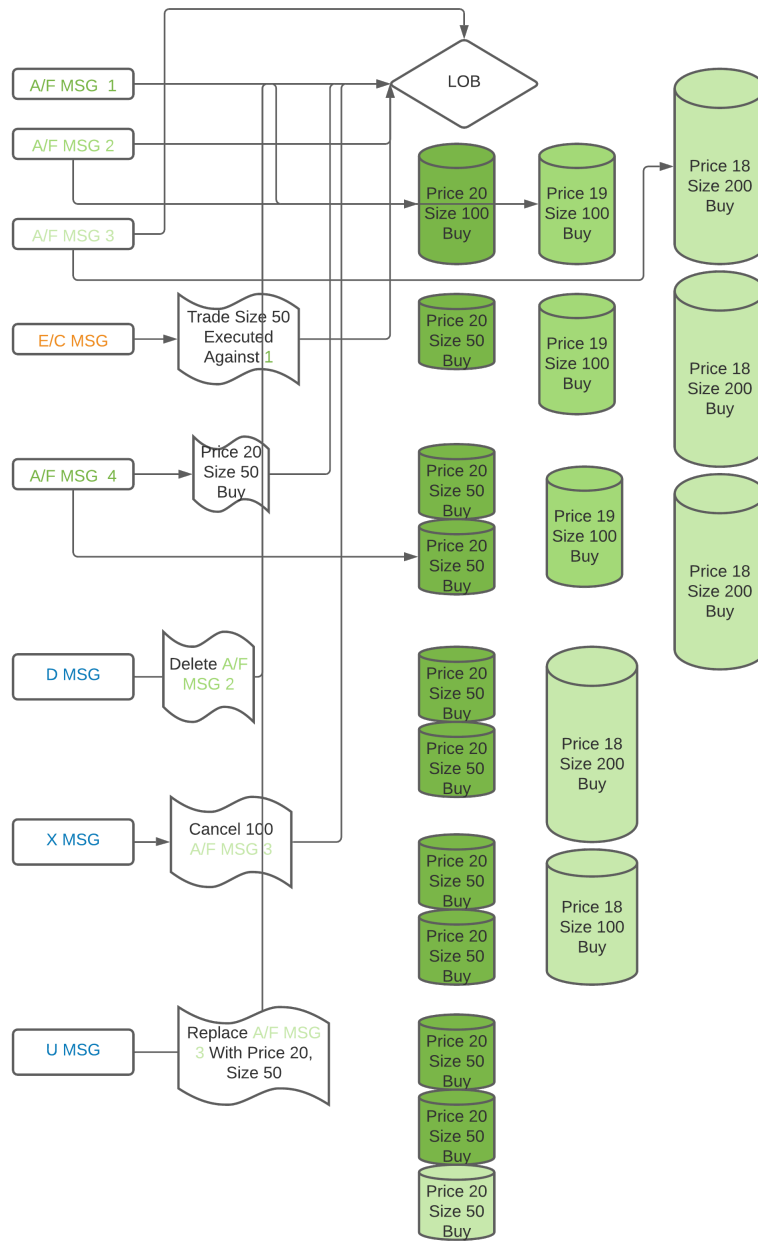 LOB
A/F MSG  1
A/F MSG 2
Price 20
Size 100
Buy
Price 19
Size 100
Buy
Price 18
Size 200
Buy
A/F MSG 3
E/C MSG
Trade Size 50
Executed
Against 1
Price 20
Size 50
Buy
Price 19
Size 100
Buy
Price 18
Size 200
Buy
A/F MSG  4
Price 20
Size 50
Buy
Price 20
Size 50
Buy
Price 20
Size 50
Buy
Price 19
Size 100
Buy
Price 18
Size 200
Buy
D MSG
Delete A/F
MSG 2
Price 20
Size 50
Buy
Price 20
Size 50
Buy
Price 18
Size 200
Buy
X MSG
Cancel 100
A/F MSG 3
Price 20
Size 50
Buy
Price 20
Size 50
Buy
Price 18
Size 100
Buy
U MSG
Replace A/F MSG
3 With Price 20,
Size 50
Price 20
Size 50
Buy
Price 20
Size 50
Buy
Price 20
Size 50
Buy